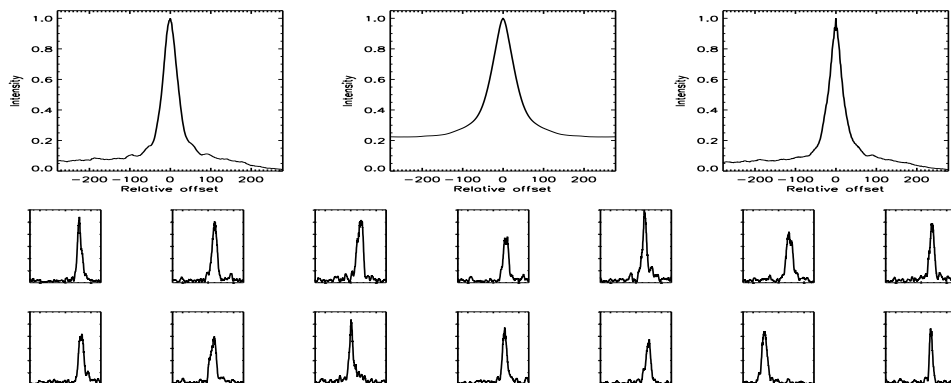 1.0 1.0 1.0
0.8 0.8 0.8
0.6 0.6 0.6
0.4 0.4 0.4
0.2 0.2 0.2
0.0 0.0 0.0
Intensity Intensity Intensity
−200 −100 0 100 200 −200 −100 0 100 200 −200 −100 0 100 200
Relative offset Relative offset Relative offset